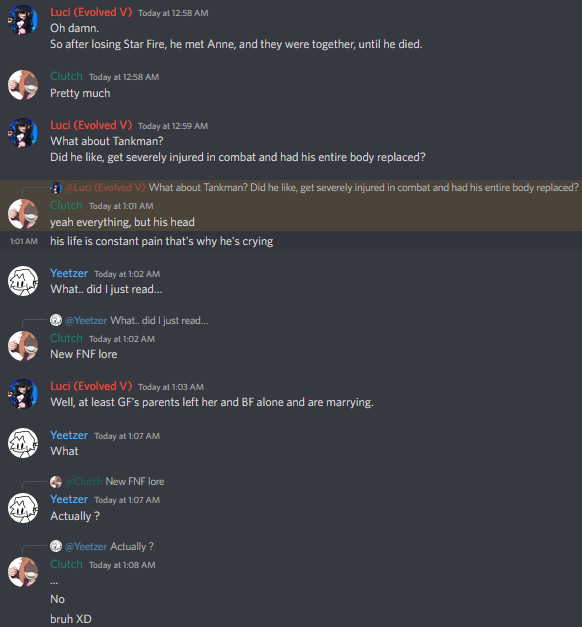 Luci (Evolved V) Today at 12:58 AM
Oh damn.
So after losing Star Fire, he met Anne, and they were together, until he died.
Clutch Today at 12:58 AM
Pretty much
Luci (Evolved V) Today at 12:59 AM
What about Tankman?
Did he like, get severely injured in combat and had his entire body replaced?
@Luci (Evolved V) What about Tankman? Did he like, get severely injured in combat and had his entire body replaced?
Clutch Today at 1:01 AM
yeah everything, but his head
1:01 AM his life is constant pain that's why he's crying
Yeetzer Today at 1:02 AM
What.. did I just read...
@Yeetzer What.. did I just read...
Clutch Today at 1:02 AM
New FNF lore
Luci (Evolved V) Today at 1:03 AM
Well, at least GF's parents left her and BF alone and are marrying.
Yeetzer Today at 1:07 AM
What
@Clutch New FNF lore
Yeetzer Today at 1:07 AM
Actually ?
@Yeetzer Actually ?
Clutch Today at 1:08 AM
...
No
bruh XD